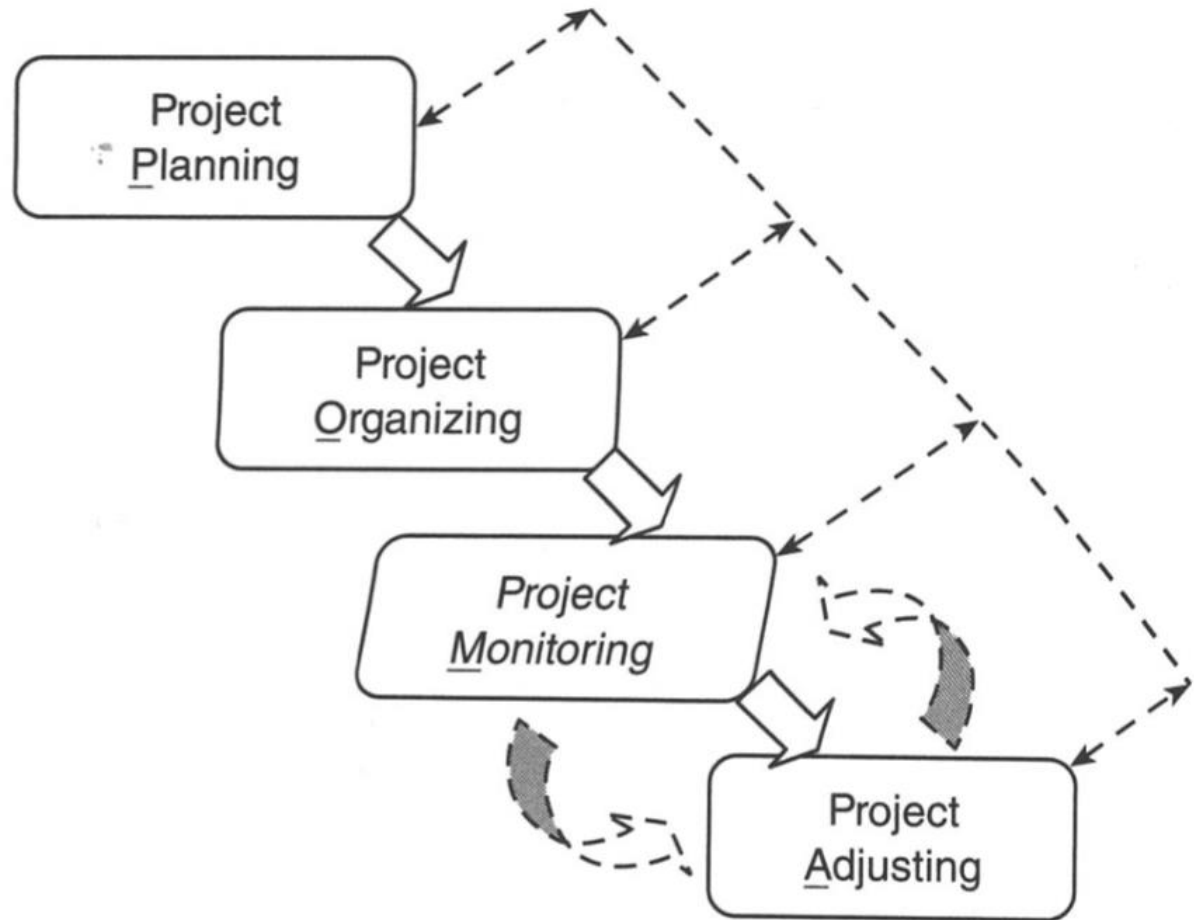 Project
Planning
Project
Organizing
Project
Monitoring
Project
Adjusting